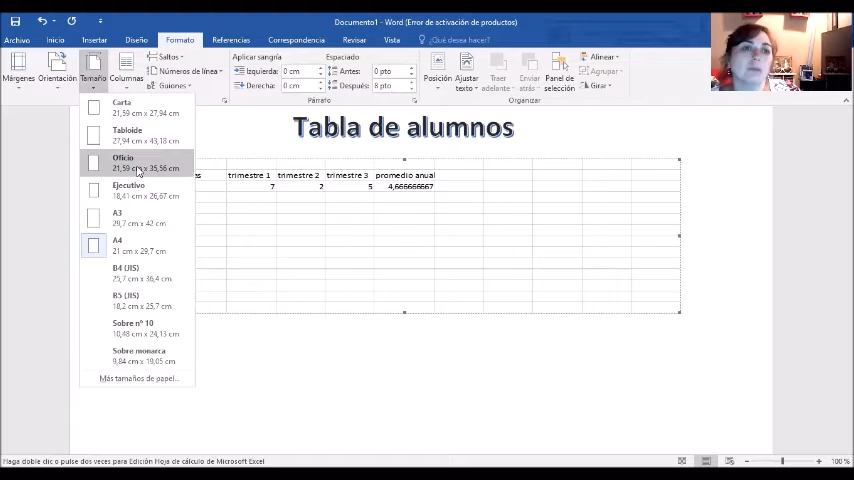 Documento1 - Word (Error de activación de productos)
Archivo Inicio Insertar Diseño Formato Referencias Correspondencia Revisar Vista ¿Qué desea hacer?
Márgenes Orientación Tamaño Columnas
Saltos
Números de línea
Guiones
Aplicar sangría Espaciado
Izquierda: 0 cm Antes: 0 pto
Derecha: 0 cm Después: 8 pto
Párrafo
Posición Ajustar texto Traer adelante Enviar atrás Panel de selección
Alinear
Agrupar
Girar
Organizar
Carta
21,59 cm x 27,94 cm
Tabloide
27,94 cm x 43,18 cm
Oficio
21,59 cm x 35,56 cm
Ejecutivo
18,41 cm x 26,67 cm
A3
29,7 cm x 42 cm
A4
21 cm x 29,7 cm
B4 (JIS)
25,7 cm x 36,4 cm
B5 (JIS)
18,2 cm x 25,7 cm
Sobre nº 10
10,48 cm x 24,13 cm
Sobre monarca
9,84 cm x 19,05 cm
Más tamaños de papel...
Tabla de alumnos
trimestre 1 trimestre 2 trimestre 3 promedio anual
7 2 5 4,666666667
Haga doble clic o pulse dos veces para Edición Hoja de cálculo de Microsoft Excel
100 %